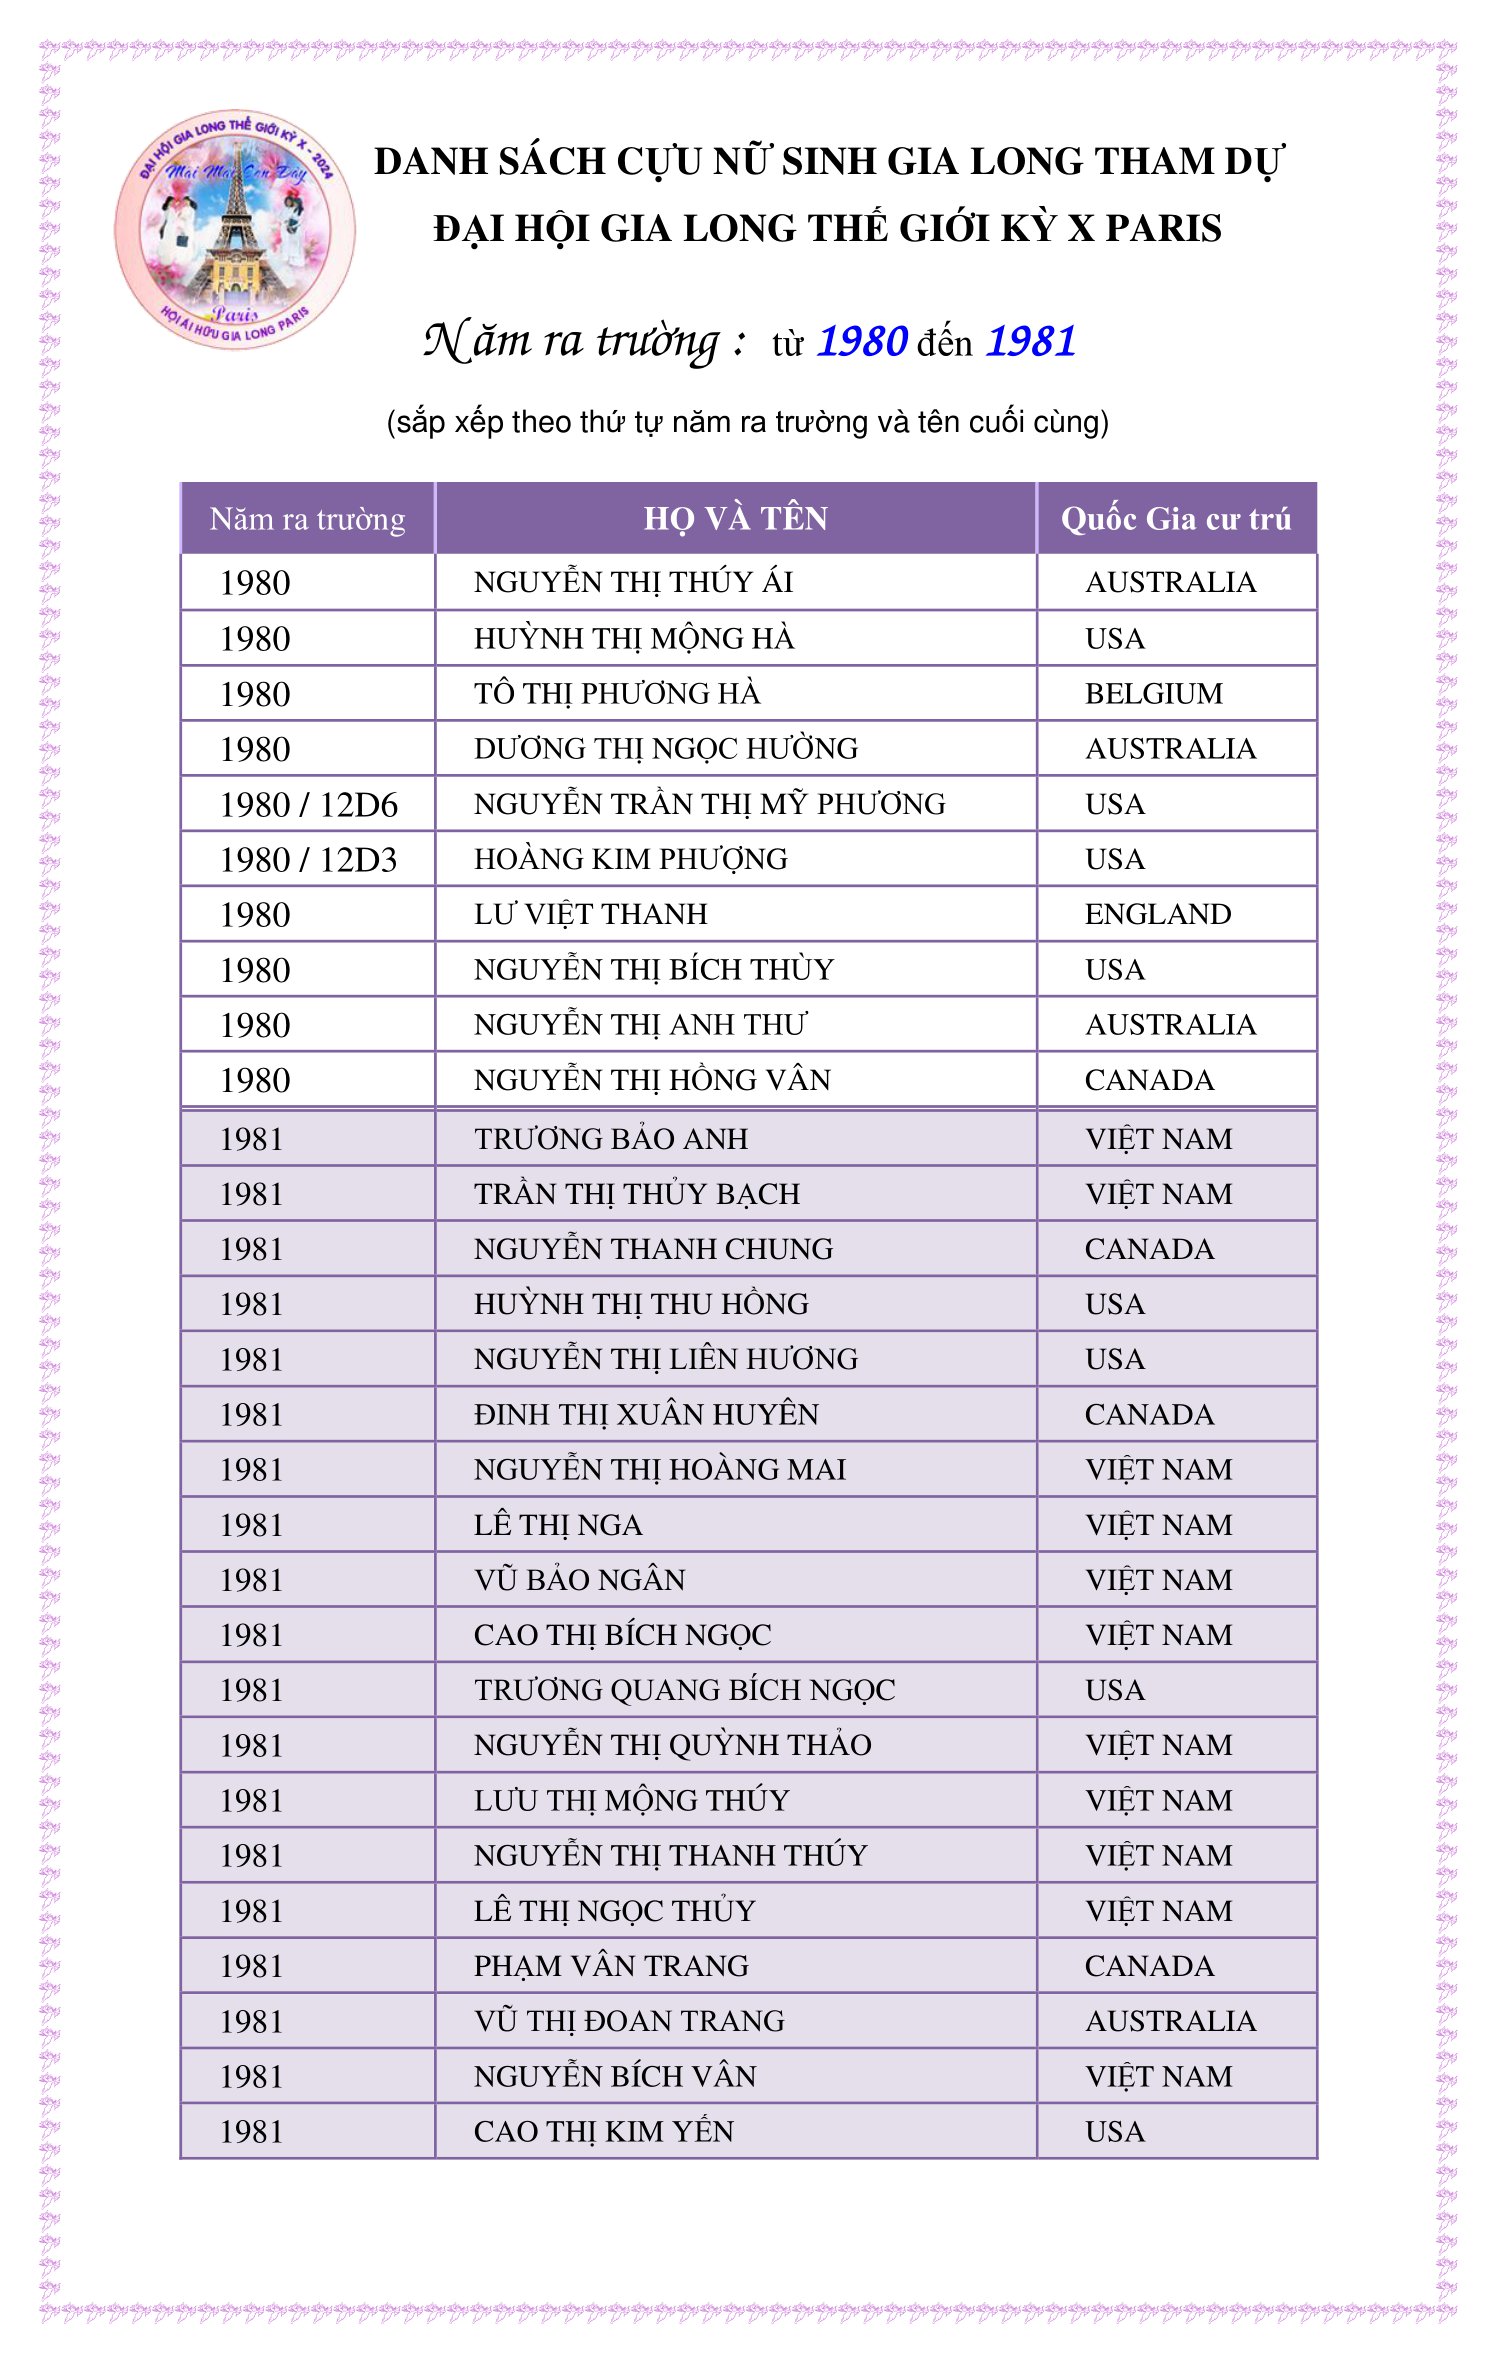 ĐẠI HỘI GIA LONG THẾ GIỚI KỲ X - 2024
Mai Mai Con Day
Paris
HỘI ÁI HỮU GIA LONG PARIS
DANH SÁCH CỰU NỮ SINH GIA LONG THAM DỰ
ĐẠI HỘI GIA LONG THẾ GIỚI KỲ X PARIS
Năm ra trường : từ 1980 đến 1981
(sắp xếp theo thứ tự năm ra trường và tên cuối cùng)
Năm ra trường HỌ VÀ TÊN Quốc Gia cư trú
1980 NGUYỄN THỊ THÚY ÁI AUSTRALIA
1980 HUỲNH THỊ MỘNG HÀ USA
1980 TÔ THỊ PHƯƠNG HÀ BELGIUM
1980 DƯƠNG THỊ NGỌC HƯỜNG AUSTRALIA
1980 / 12D6 NGUYỄN TRẦN THỊ MỸ PHƯƠNG USA
1980 / 12D3 HOÀNG KIM PHƯỢNG USA
1980 LƯ VIỆT THANH ENGLAND
1980 NGUYỄN THỊ BÍCH THÙY USA
1980 NGUYỄN THỊ ANH THƯ AUSTRALIA
1980 NGUYỄN THỊ HỒNG VÂN CANADA
1981 TRƯƠNG BẢO ANH VIỆT NAM
1981 TRẦN THỊ THỦY BẠCH VIỆT NAM
1981 NGUYỄN THANH CHUNG CANADA
1981 HUỲNH THỊ THU HỒNG USA
1981 NGUYỄN THỊ LIÊN HƯƠNG USA
1981 ĐINH THỊ XUÂN HUYÊN CANADA
1981 NGUYỄN THỊ HOÀNG MAI VIỆT NAM
1981 LÊ THỊ NGA VIỆT NAM
1981 VŨ BẢO NGÂN VIỆT NAM
1981 CAO THỊ BÍCH NGỌC VIỆT NAM
1981 TRƯƠNG QUANG BÍCH NGỌC USA
1981 NGUYỄN THỊ QUỲNH THẢO VIỆT NAM
1981 LƯU THỊ MỘNG THÚY VIỆT NAM
1981 NGUYỄN THỊ THANH THÚY VIỆT NAM
1981 LÊ THỊ NGỌC THỦY VIỆT NAM
1981 PHẠM VÂN TRANG CANADA
1981 VŨ THỊ ĐOAN TRANG AUSTRALIA
1981 NGUYỄN BÍCH VÂN VIỆT NAM
1981 CAO THỊ KIM YẾN USA